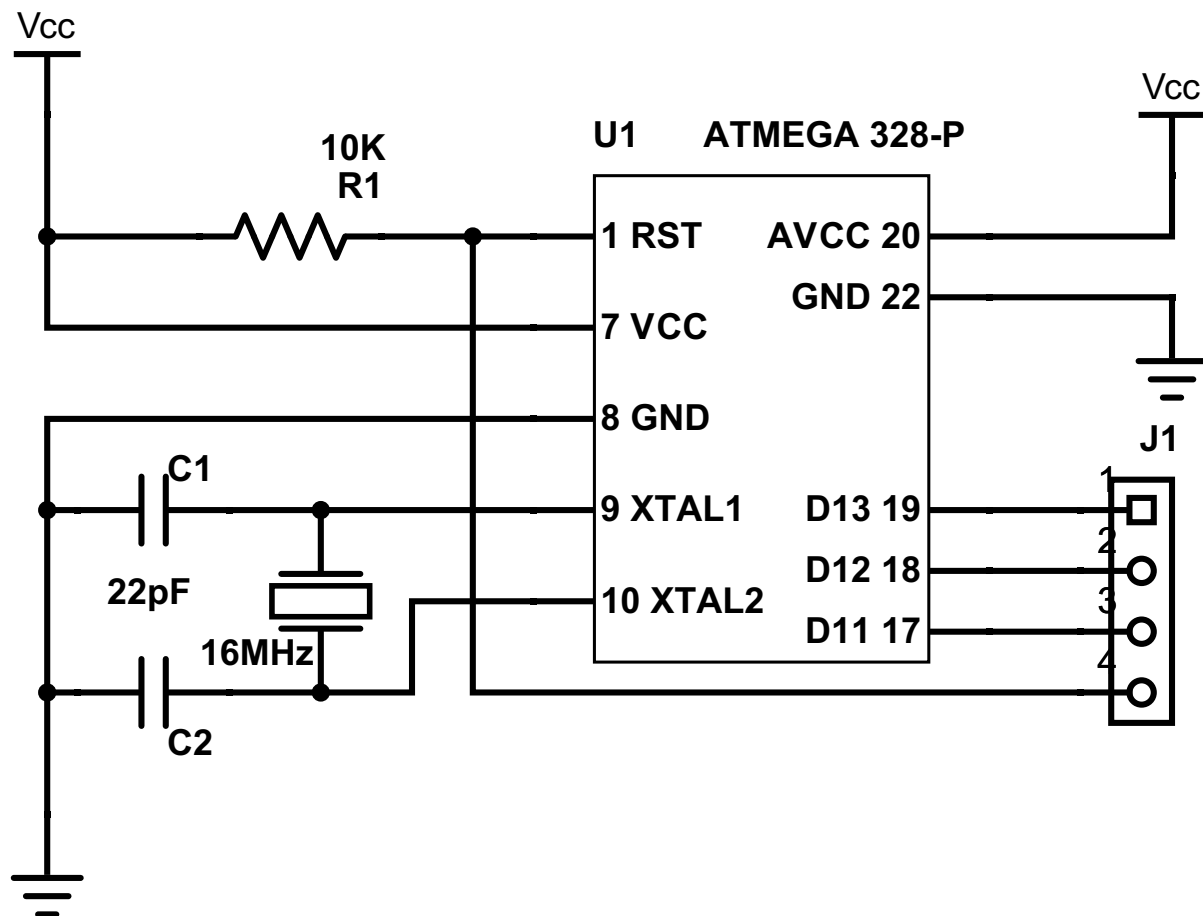 Vcc
Vcc
U1 ATMEGA 328-P
10K
R1
1 RST
AVCC 20
GND 22
7 VCC
8 GND
J1
C1
1
9 XTAL1
D13 19
2
D12 18
22pF
10 XTAL2
3
D11 17
16MHz
4
C2